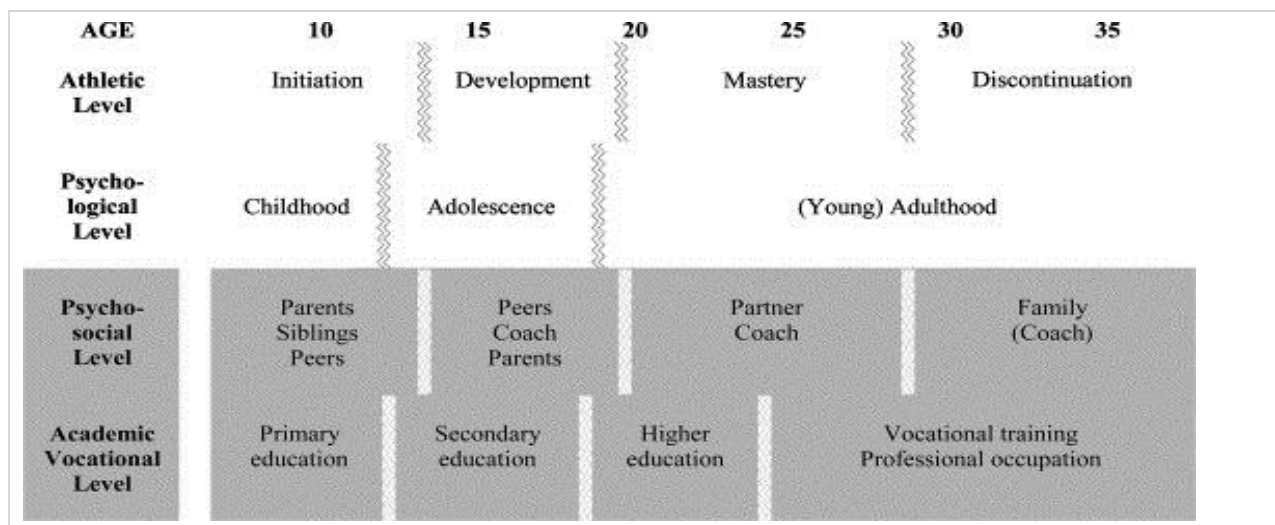 AGE 10 15 20 25 30 35
Athletic Level Initiation Development Mastery Discontinuation
Psycho-
logical
Level Childhood Adolescence (Young) Adulthood
Psycho- Parents Peers Partner Family
social Siblings Coach Coach (Coach)
Level Peers Parents
Academic Primary Secondary Higher Vocational training
Vocational education education education Professional occupation
Level